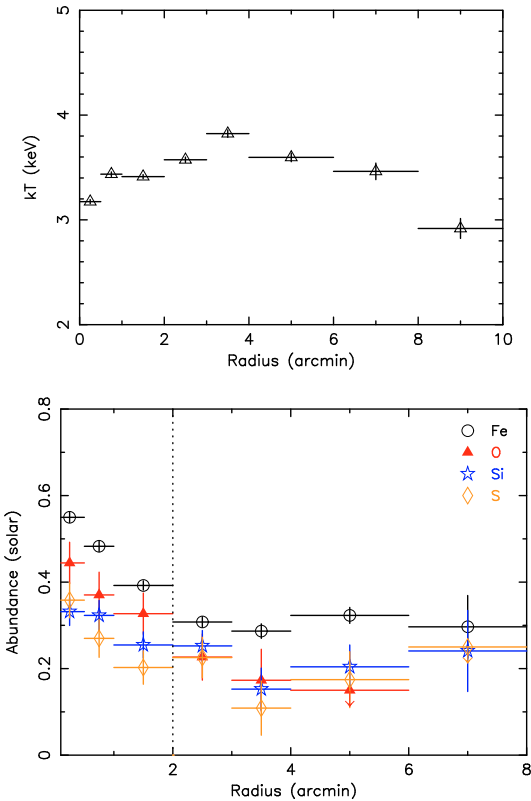 5
4
3
2
kT (keV)
0 2 4 6 8 10
Radius (arcmin)
0.8
0.6
0.4
0.2
0
Abundance (solar)
Fe
O
Si
S
2 4 6 8
Radius (arcmin)